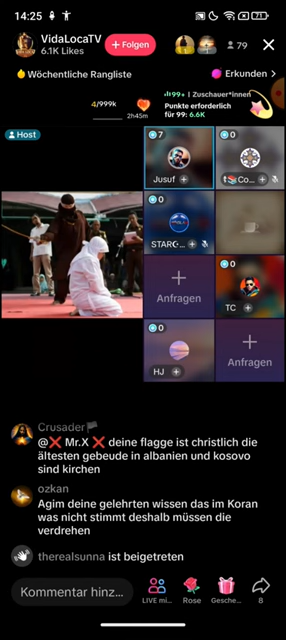 14:25
71
VidaLocaTV
6.1K Likes
+ Folgen
79
Wöchentliche Rangliste
Erkunden >
99+ | Zuschauer*innen
4/999k
2h45m
Punkte erforderlich
für 99: 6.6K
Host
7
Jusuf
0
Co...
0
STAR...
Anfragen
0
TC
0
HJ
Anfragen
Crusader
@❌ Mr.X ❌ deine flagge ist christlich die
ältesten gebeude in albanien und kosovo
sind kirchen
ozkan
Agim deine gelehrten wissen das im Koran
was nicht stimmt deshalb müssen die
verdrehen
therealsunna ist beigetreten
Kommentar hinz...
LIVE mi...
Rose
Gesche...
8